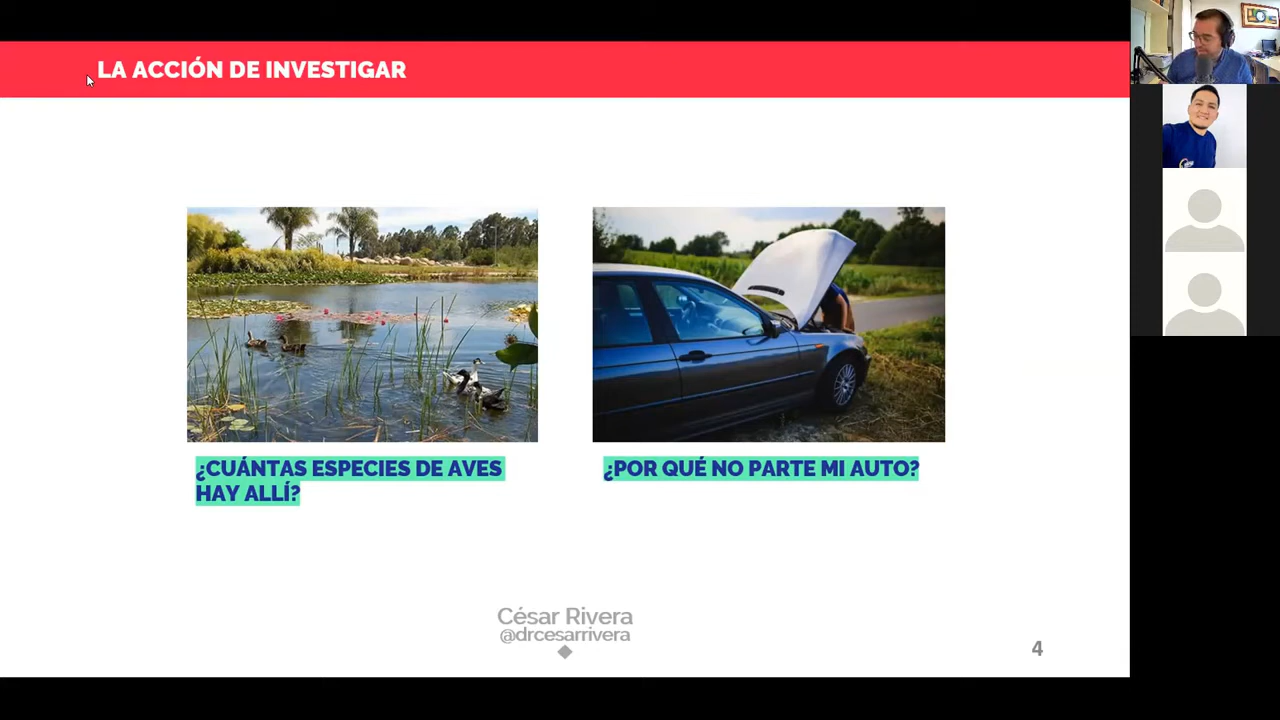 LA ACCIÓN DE INVESTIGAR
¿CUÁNTAS ESPECIES DE AVES
HAY ALLÍ?
¿POR QUÉ NO PARTE MI AUTO?
César Rivera
@drcesarrivera
4